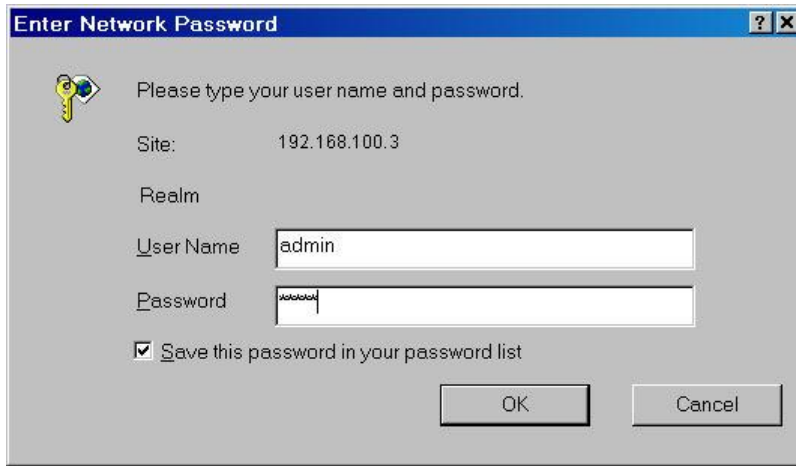 Enter Network Password
Please type your user name and password.
Site: 192.168.100.3
Realm
User Name admin
Password *****
Save this password in your password list
OK Cancel